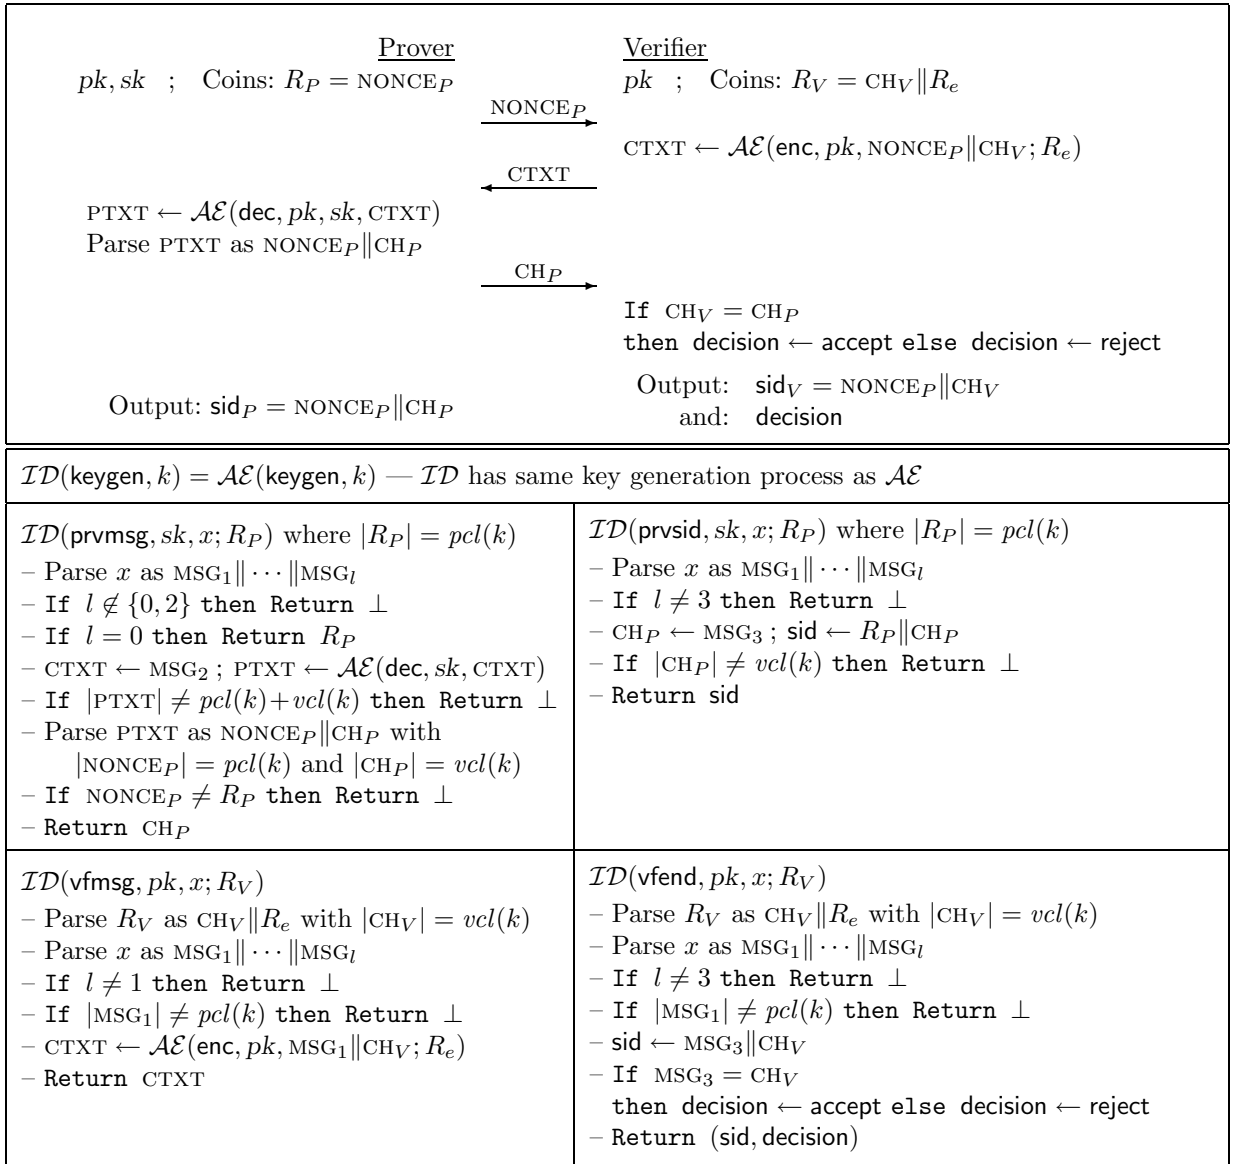 Prover Verifier
pk, sk ; Coins: R_P = NONCE_P pk ; Coins: R_V = CH_V‖R_e
NONCE_P
CTXT ← AE(enc, pk, NONCE_P‖CH_V; R_e)
CTXT
PTXT ← AE(dec, pk, sk, CTXT)
Parse PTXT as NONCE_P‖CH_P
CH_P
If CH_V = CH_P
then decision ← accept else decision ← reject
Output: sid_P = NONCE_P‖CH_P
Output: sid_V = NONCE_P‖CH_V
and: decision
ID(keygen, k) = AE(keygen, k) — ID has same key generation process as AE
ID(prvmsg, sk, x; R_P) where |R_P| = pcl(k)
– Parse x as MSG_1‖···‖MSG_l
– If l ∉ {0, 2} then Return ⊥
– If l = 0 then Return R_P
– CTXT ← MSG_2 ; PTXT ← AE(dec, sk, CTXT)
– If |PTXT| ≠ pcl(k)+vcl(k) then Return ⊥
– Parse PTXT as NONCE_P‖CH_P with
|NONCE_P| = pcl(k) and |CH_P| = vcl(k)
– If NONCE_P ≠ R_P then Return ⊥
– Return CH_P
ID(prvsid, sk, x; R_P) where |R_P| = pcl(k)
– Parse x as MSG_1‖···‖MSG_l
– If l ≠ 3 then Return ⊥
– CH_P ← MSG_3 ; sid ← R_P‖CH_P
– If |CH_P| ≠ vcl(k) then Return ⊥
– Return sid
ID(vfmsg, pk, x; R_V)
– Parse R_V as CH_V‖R_e with |CH_V| = vcl(k)
– Parse x as MSG_1‖···‖MSG_l
– If l ≠ 1 then Return ⊥
– If |MSG_1| ≠ pcl(k) then Return ⊥
– CTXT ← AE(enc, pk, MSG_1‖CH_V; R_e)
– Return CTXT
ID(vfend, pk, x; R_V)
– Parse R_V as CH_V‖R_e with |CH_V| = vcl(k)
– Parse x as MSG_1‖···‖MSG_l
– If l ≠ 3 then Return ⊥
– If |MSG_1| ≠ pcl(k) then Return ⊥
– sid ← MSG_3‖CH_V
– If MSG_3 = CH_V
then decision ← accept else decision ← reject
– Return (sid, decision)